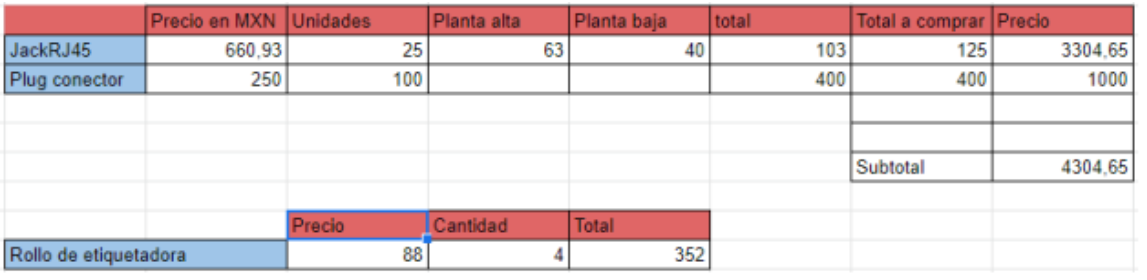 Precio en MXN Unidades Planta alta Planta baja total Total a comprar Precio
JackRJ45 660,93 25 63 40 103 125 3304,65
Plug conector 250 100 400 400 1000
Subtotal 4304,65
Precio Cantidad Total
Rollo de etiquetadora 88 4 352